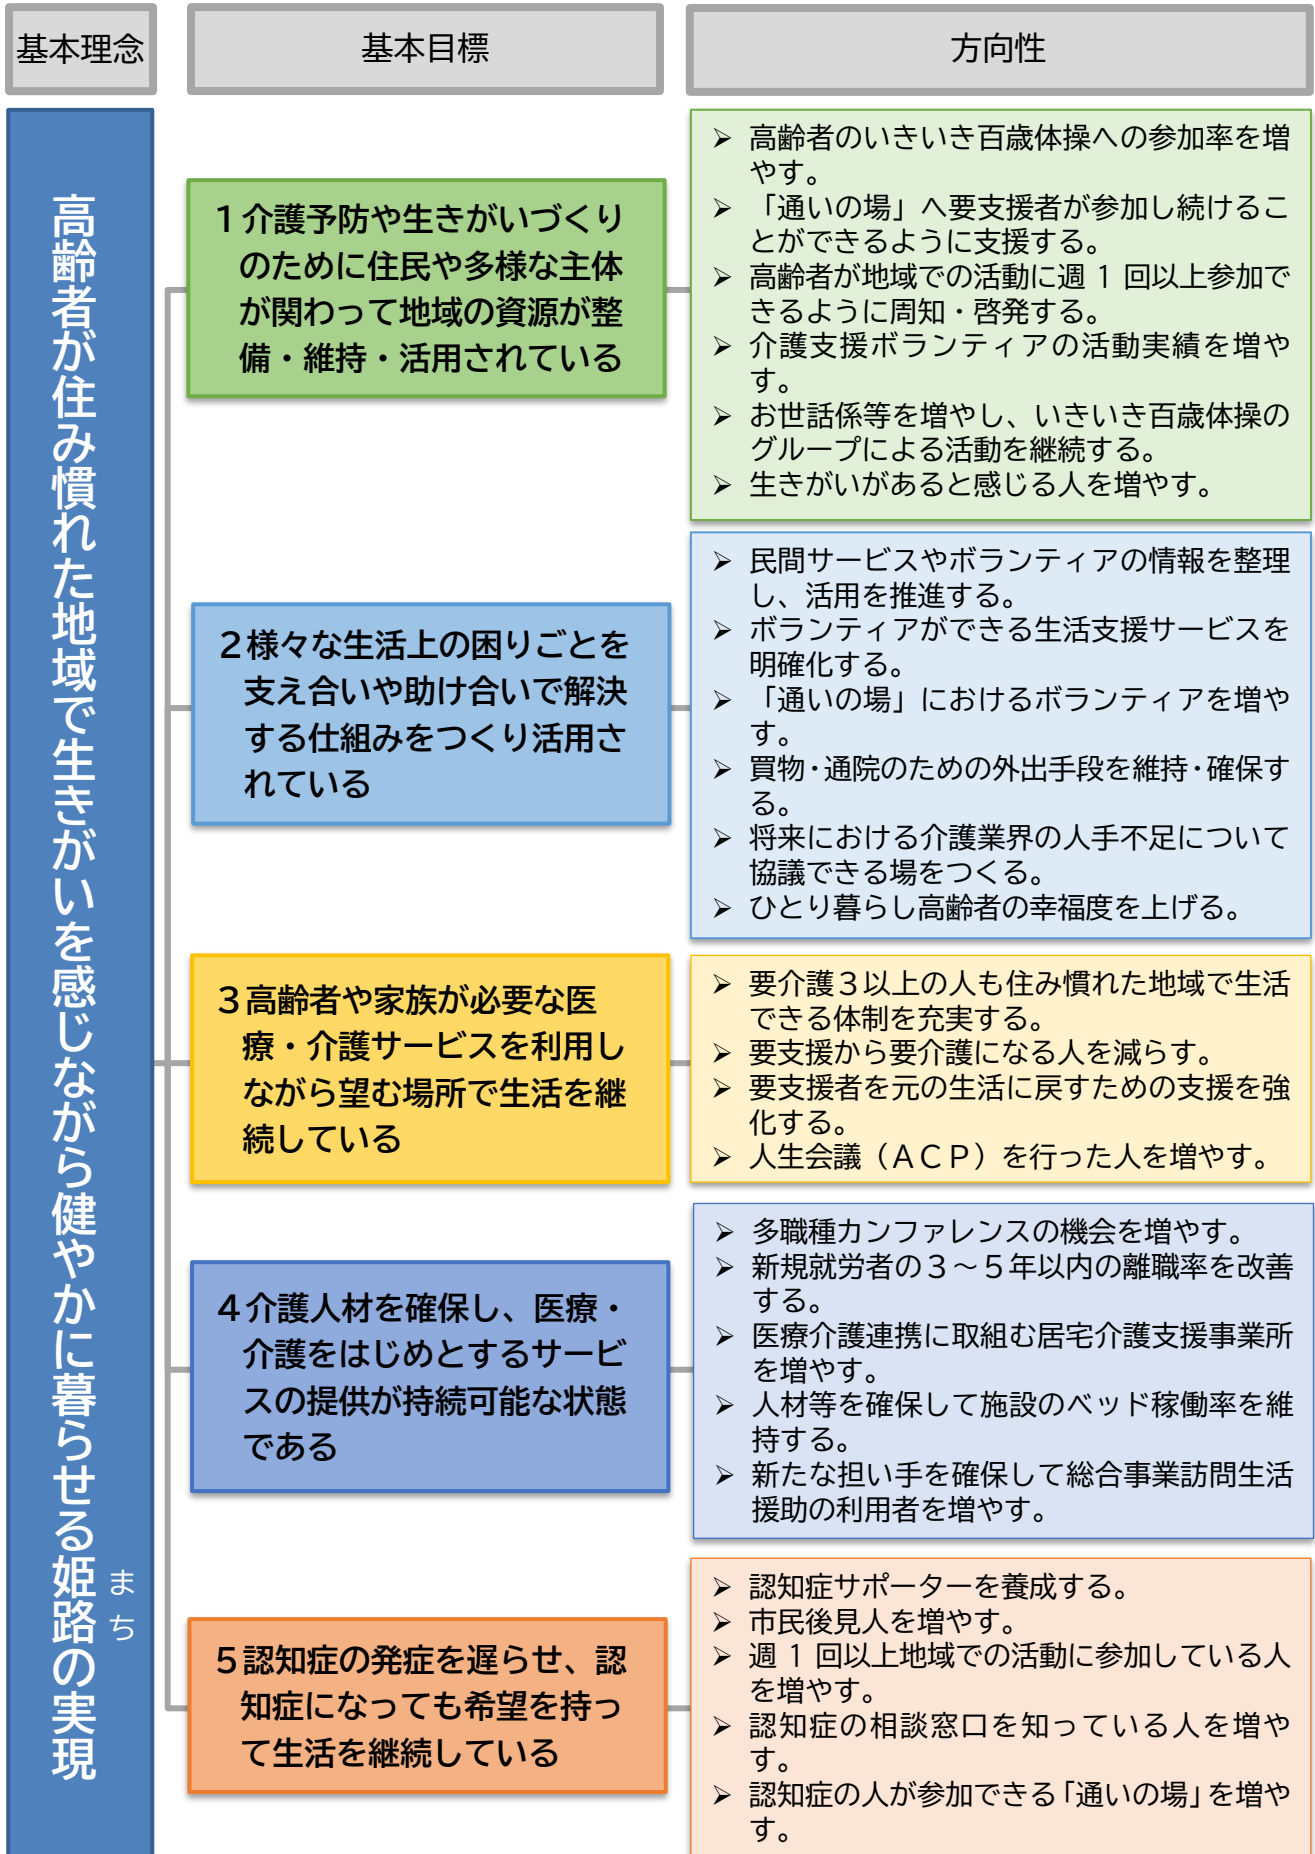 基本理念
基本目標
方向性
高齢者が住み慣れた地域で生きがいを感じながら健やかに暮らせる姫路の実現
まち
1介護予防や生きがいづくり
のために住民や多様な主体
が関わって地域の資源が整
備・維持・活用されている
➢ 高齢者のいきいき百歳体操への参加率を増
やす。
➢ 「通いの場」へ要支援者が参加し続けるこ
とができるように支援する。
➢ 高齢者が地域での活動に週 1 回以上参加で
きるように周知・啓発する。
➢ 介護支援ボランティアの活動実績を増や
す。
➢ お世話係等を増やし、いきいき百歳体操の
グループによる活動を継続する。
➢ 生きがいがあると感じる人を増やす。
2様々な生活上の困りごとを
支え合いや助け合いで解決
する仕組みをつくり活用さ
れている
➢ 民間サービスやボランティアの情報を整理
し、活用を推進する。
➢ ボランティアができる生活支援サービスを
明確化する。
➢ 「通いの場」におけるボランティアを増や
す。
➢ 買物・通院のための外出手段を維持・確保す
る。
➢ 将来における介護業界の人手不足について
協議できる場をつくる。
➢ ひとり暮らし高齢者の幸福度を上げる。
3高齢者や家族が必要な医
療・介護サービスを利用し
ながら望む場所で生活を継
続している
➢ 要介護3以上の人も住み慣れた地域で生活
できる体制を充実する。
➢ 要支援から要介護になる人を減らす。
➢ 要支援者を元の生活に戻すための支援を強
化する。
➢ 人生会議（ＡＣＰ）を行った人を増やす。
4介護人材を確保し、医療・
介護をはじめとするサービ
スの提供が持続可能な状態
である
➢ 多職種カンファレンスの機会を増やす。
➢ 新規就労者の３～５年以内の離職率を改善
する。
➢ 医療介護連携に取組む居宅介護支援事業所
を増やす。
➢ 人材等を確保して施設のベッド稼働率を維
持する。
➢ 新たな担い手を確保して総合事業訪問生活
援助の利用者を増やす。
5認知症の発症を遅らせ、認
知症になっても希望を持っ
て生活を継続している
➢ 認知症サポーターを養成する。
➢ 市民後見人を増やす。
➢ 週 1 回以上地域での活動に参加している人
を増やす。
➢ 認知症の相談窓口を知っている人を増や
す。
➢ 認知症の人が参加できる「通いの場」を増や
す。